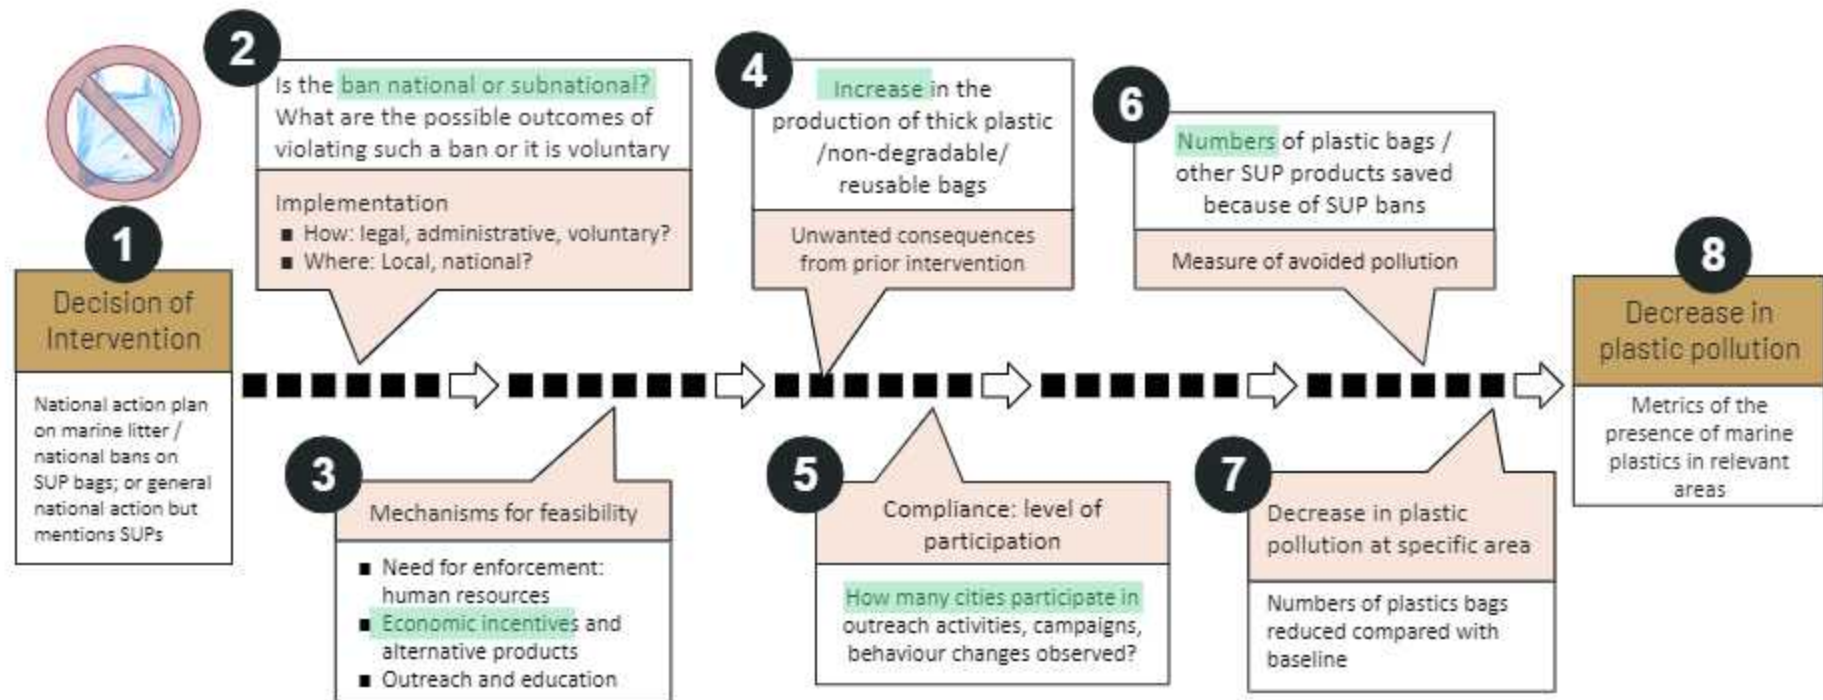 1
Decision of
Intervention
National action plan
on marine litter /
national bans on
SUP bags; or general
national action but
mentions SUPs
2
Is the ban national or subnational?
What are the possible outcomes of
violating such a ban or it is voluntary
Implementation
■ How: legal, administrative, voluntary?
■ Where: Local, national?
3
Mechanisms for feasibility
■ Need for enforcement:
human resources
■ Economic incentives and
alternative products
■ Outreach and education
4
Increase in the
production of thick plastic
/non-degradable/
reusable bags
Unwanted consequences
from prior intervention
5
Compliance: level of
participation
How many cities participate in
outreach activities, campaigns,
behaviour changes observed?
6
Numbers of plastic bags /
other SUP products saved
because of SUP bans
Measure of avoided pollution
7
Decrease in plastic
pollution at specific area
Numbers of plastics bags
reduced compared with
baseline
8
Decrease in
plastic pollution
Metrics of the
presence of marine
plastics in relevant
areas